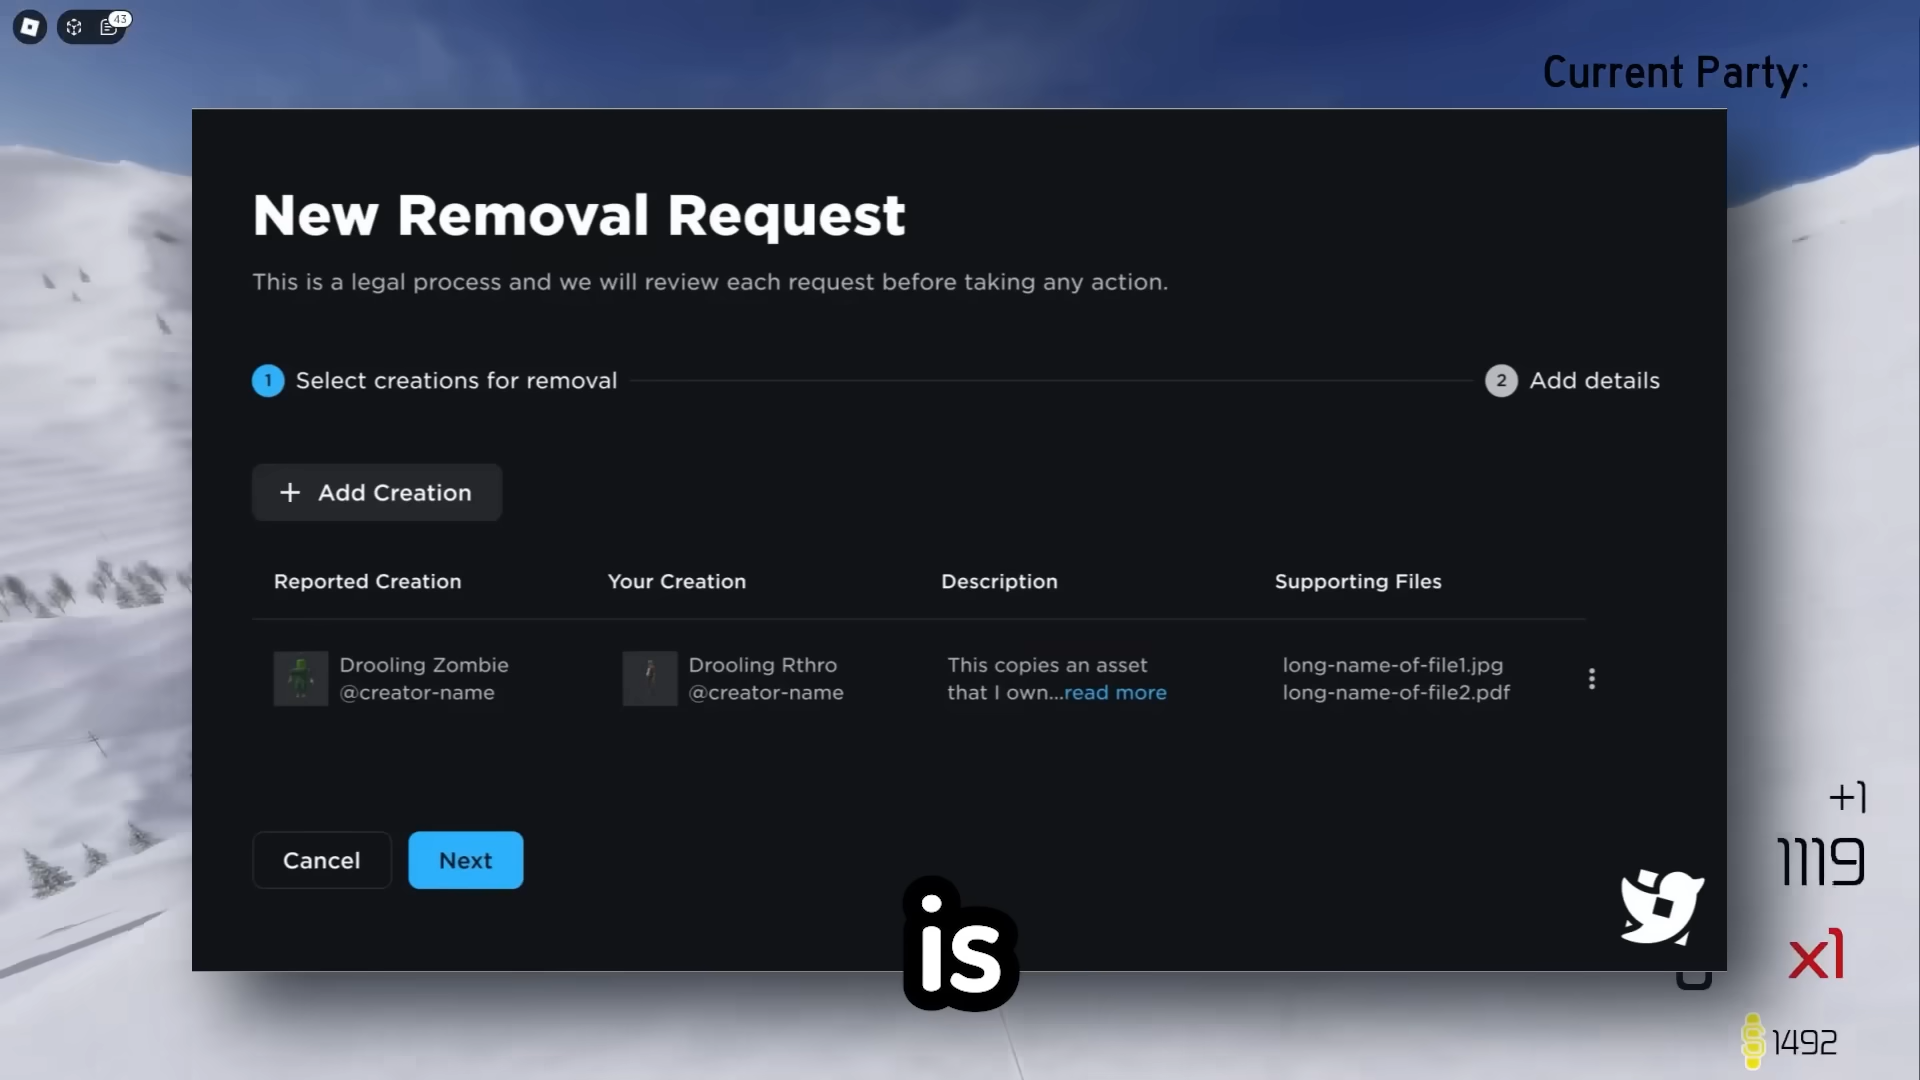 43
Current Party:
New Removal Request
This is a legal process and we will review each request before taking any action.
1 Select creations for removal
2 Add details
+ Add Creation
Reported Creation Your Creation Description Supporting Files
Drooling Zombie
@creator-name
Drooling Rthro
@creator-name
This copies an asset
that I own...read more
long-name-of-file1.jpg
long-name-of-file2.pdf
Cancel
Next
is
+1
1119
x1
1492